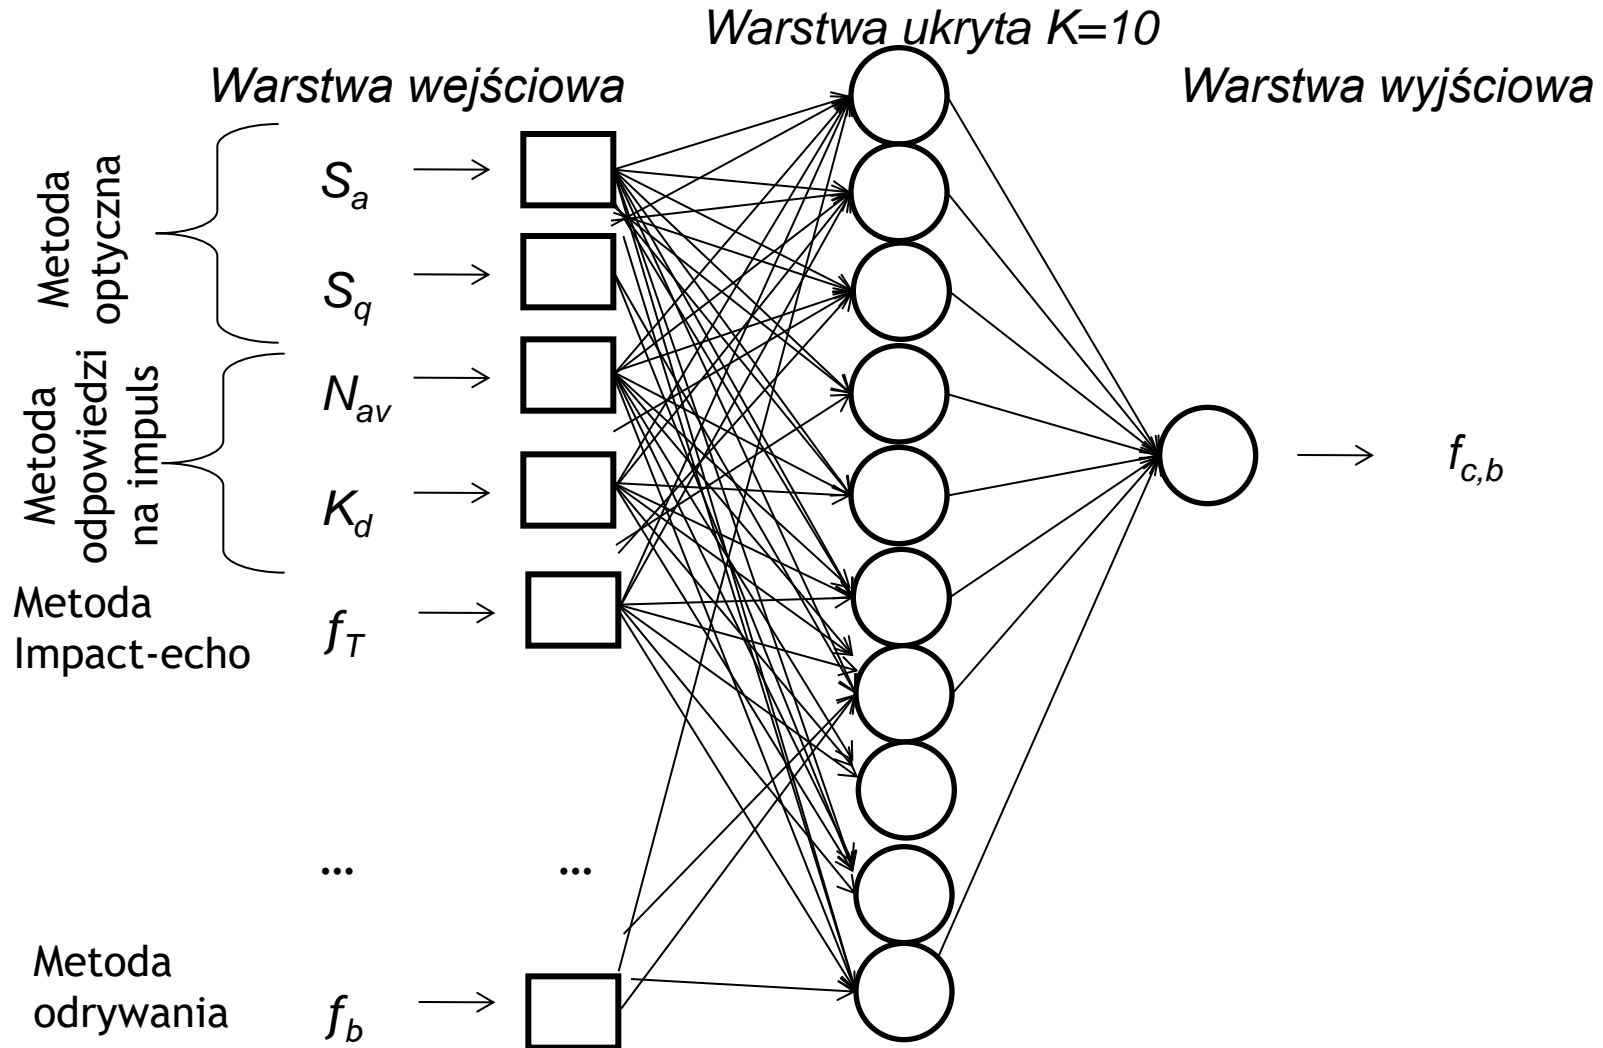 Warstwa ukryta K=10
Warstwa wejściowa
Warstwa wyjściowa
Metoda
optyczna
S_a
S_q
Metoda
odpowiedzi
na impuls
N_av
K_d
Metoda
Impact-echo
f_T
... ...
Metoda
odrywania
f_b
f_c,b